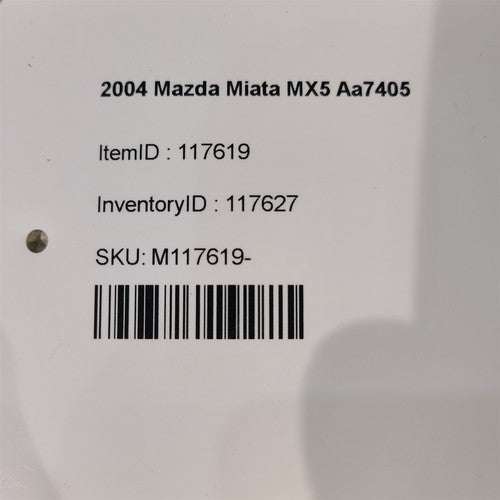 2004 Mazda Miata MX5 Aa7405
ItemID : 117619
InventoryID : 117627
SKU: M117619-